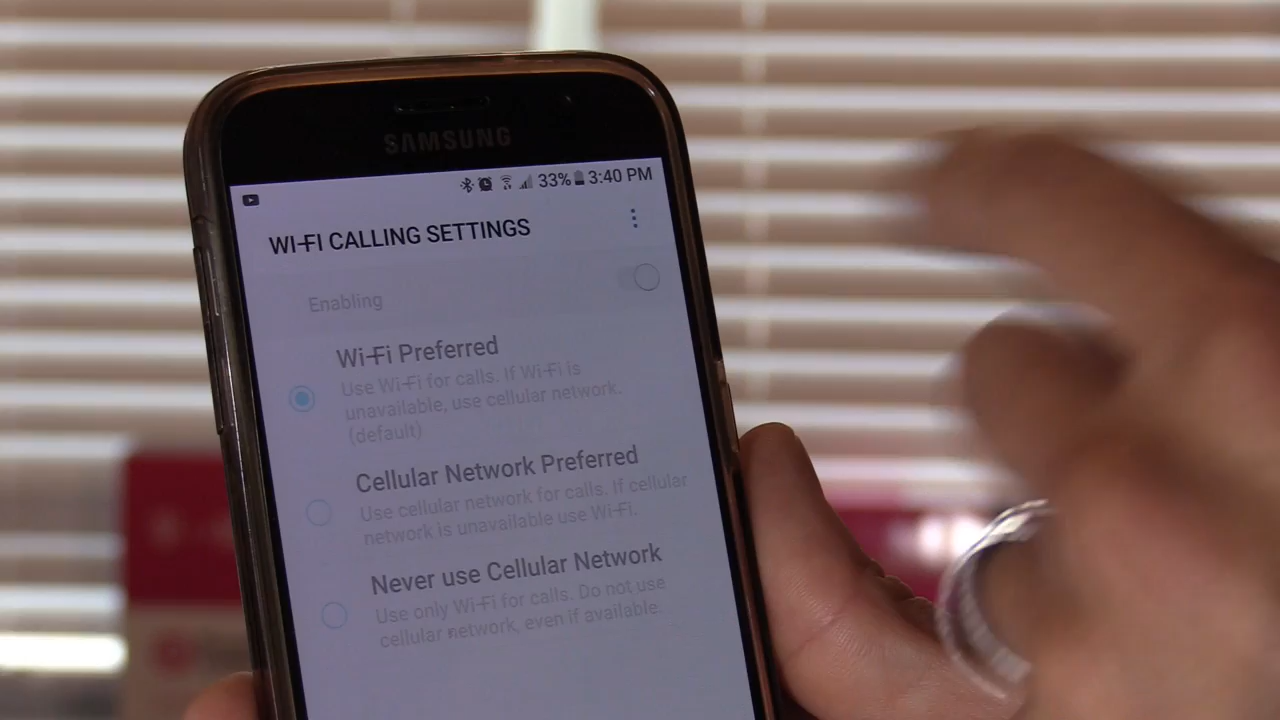 SAMSUNG
33% 3:40 PM
WI-FI CALLING SETTINGS
Enabling
Wi-Fi Preferred
Use Wi-Fi for calls. If Wi-Fi is
unavailable, use cellular network.
(default)
Cellular Network Preferred
Use cellular network for calls. If cellular
network is unavailable use Wi-Fi.
Never use Cellular Network
Use only Wi-Fi for calls. Do not use
cellular network, even if available.